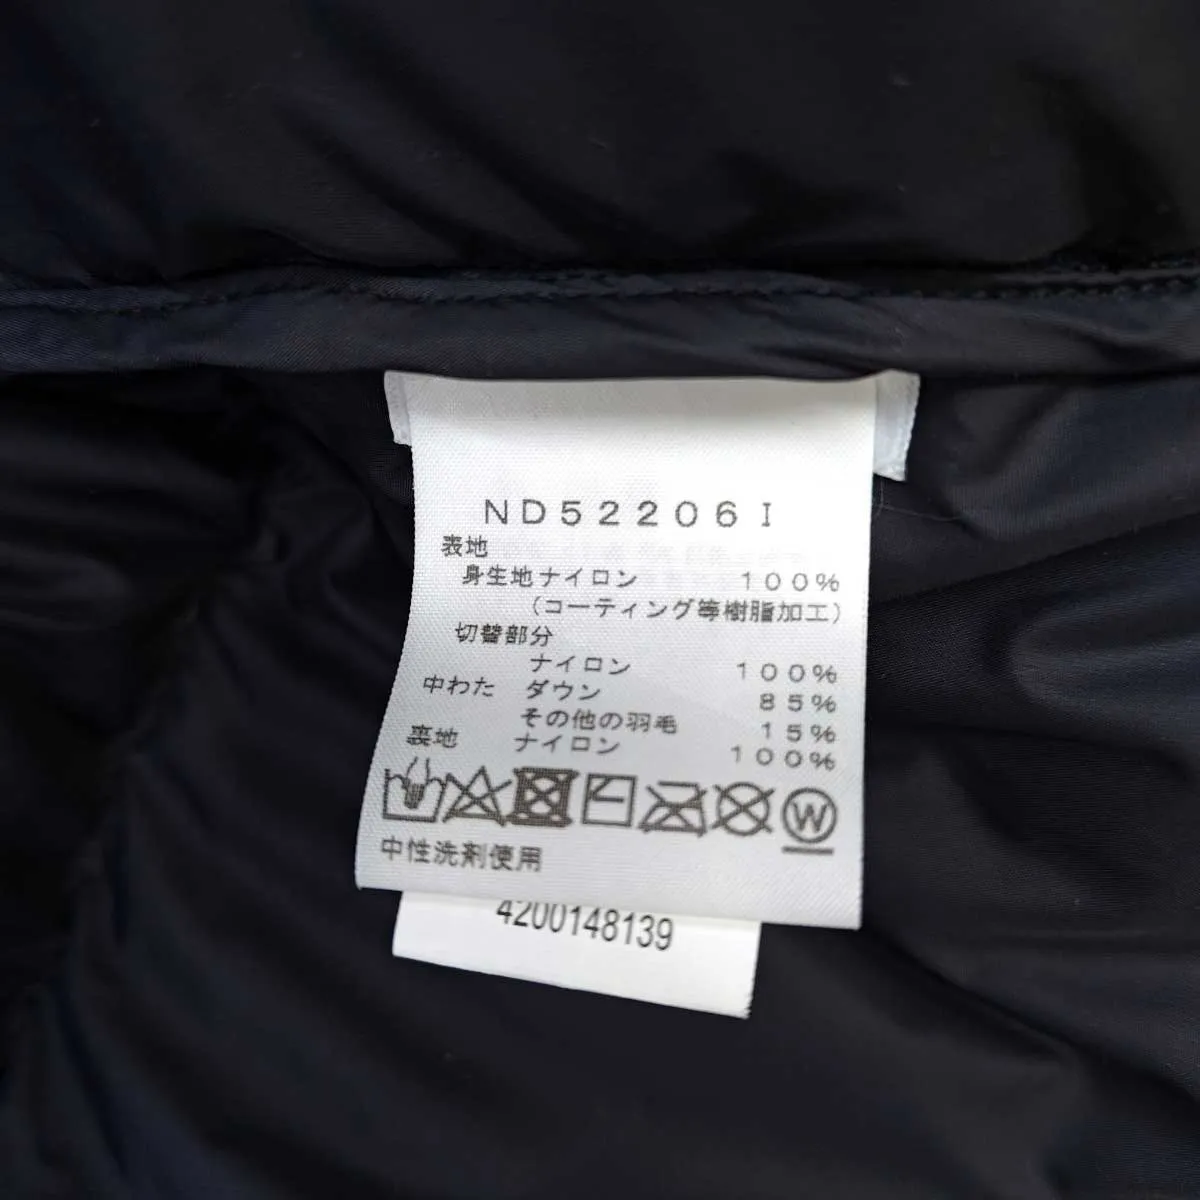 ND52206I
表地
身生地ナイロン 100%
(コーティング等樹脂加工)
切替部分
ナイロン 100%
中わた ダウン 85%
その他の羽毛 15%
裏地 ナイロン 100%
W
中性洗剤使用
4200148139